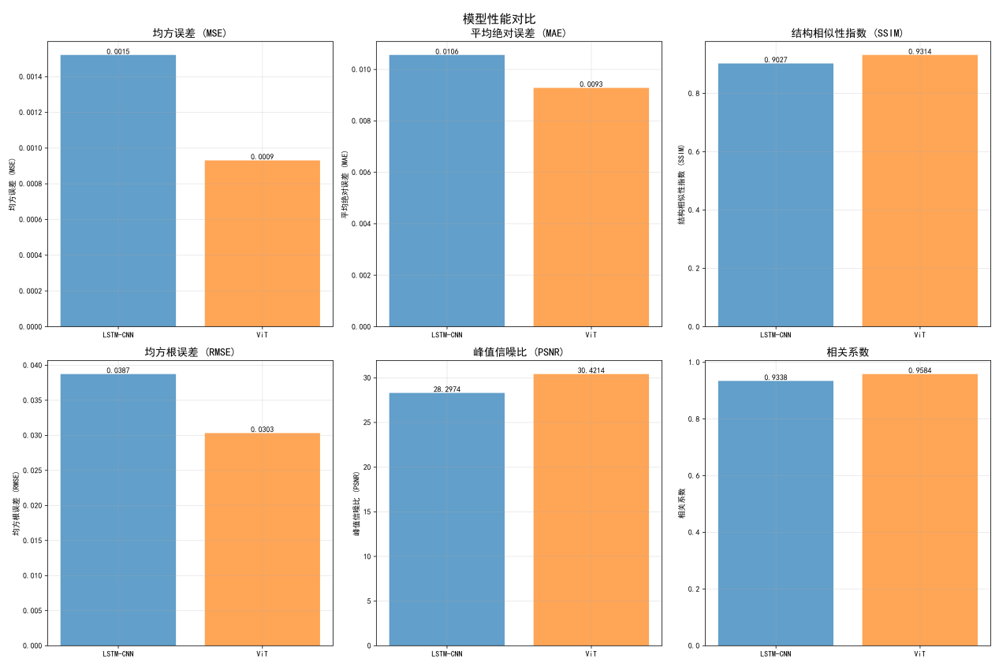 模型性能对比
均方误差 (MSE)
均方误差 (MSE)
0.0014
0.0012
0.0010
0.0008
0.0006
0.0004
0.0002
0.0000
0.0015
0.0009
LSTM-CNN
ViT
平均绝对误差 (MAE)
平均绝对误差 (MAE)
0.010
0.008
0.006
0.004
0.002
0.000
0.0106
0.0093
LSTM-CNN
ViT
结构相似性指数 (SSIM)
结构相似性指数 (SSIM)
0.8
0.6
0.4
0.2
0.0
0.9027
0.9314
LSTM-CNN
ViT
均方根误差 (RMSE)
均方根误差 (RMSE)
0.040
0.035
0.030
0.025
0.020
0.015
0.010
0.005
0.000
0.0387
0.0303
LSTM-CNN
ViT
峰值信噪比 (PSNR)
峰值信噪比 (PSNR)
30
25
20
15
10
5
0
28.2974
30.4214
LSTM-CNN
ViT
相关系数
相关系数
1.0
0.8
0.6
0.4
0.2
0.0
0.9338
0.9584
LSTM-CNN
ViT